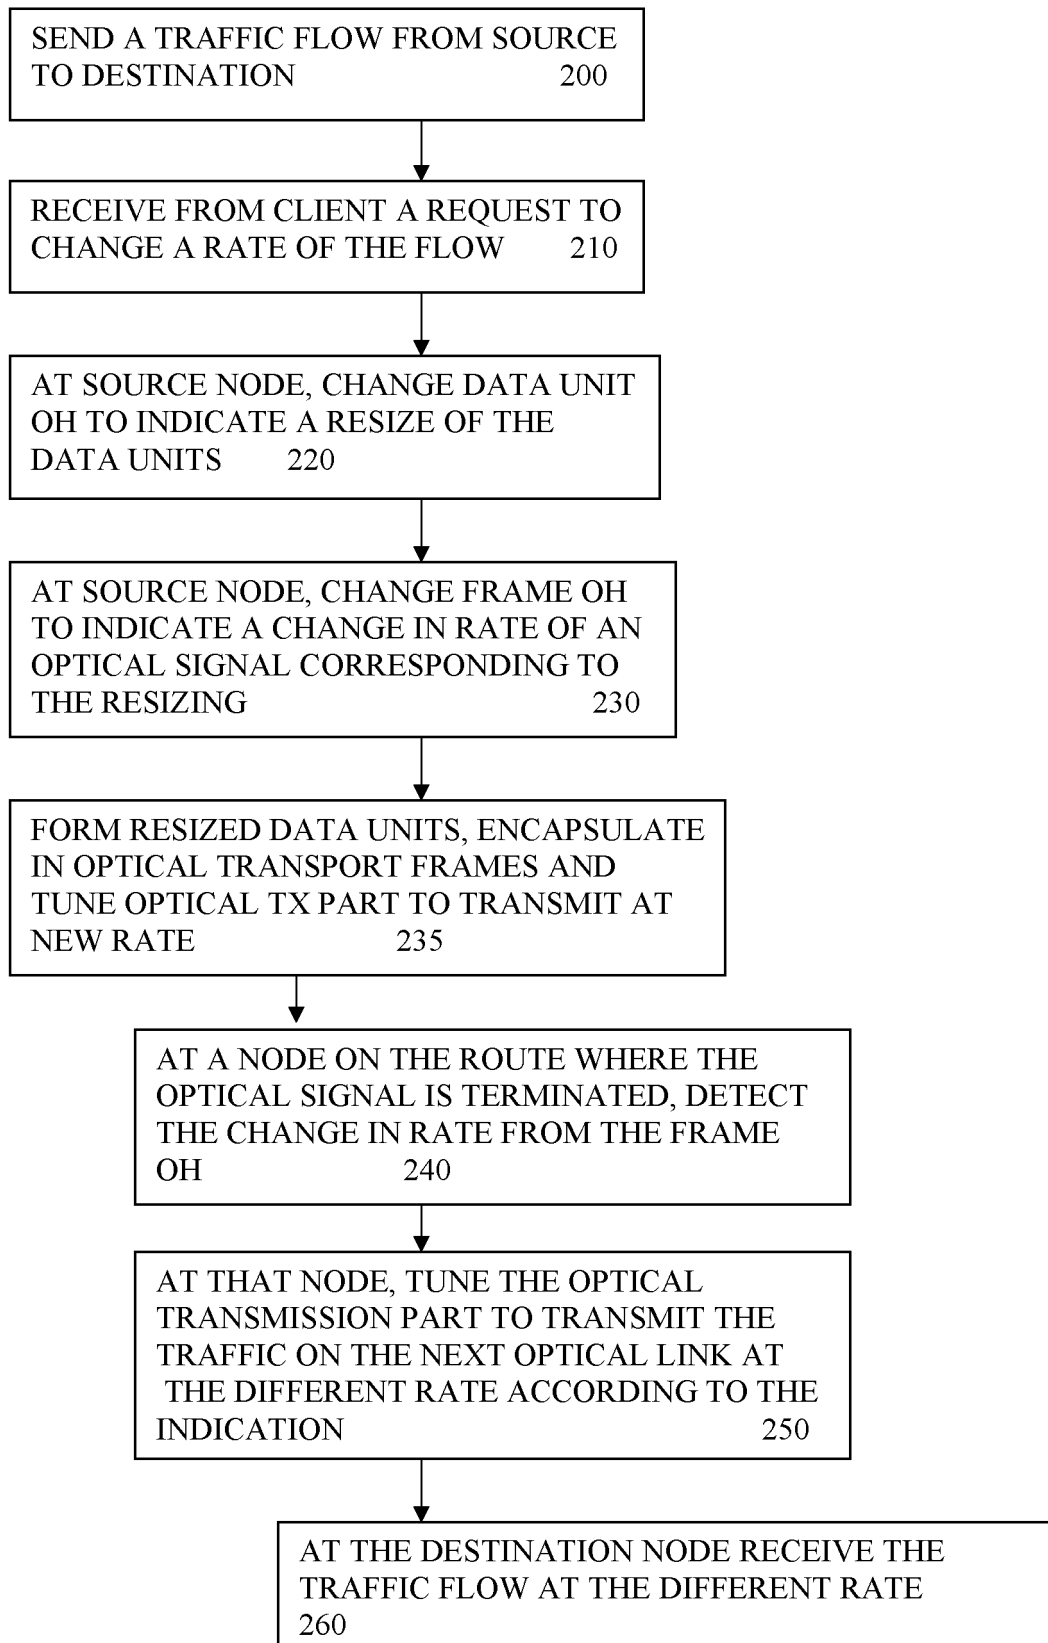 SEND A TRAFFIC FLOW FROM SOURCE
TO DESTINATION 200
RECEIVE FROM CLIENT A REQUEST TO
CHANGE A RATE OF THE FLOW 210
AT SOURCE NODE, CHANGE DATA UNIT
OH TO INDICATE A RESIZE OF THE
DATA UNITS 220
AT SOURCE NODE, CHANGE FRAME OH
TO INDICATE A CHANGE IN RATE OF AN
OPTICAL SIGNAL CORRESPONDING TO
THE RESIZING 230
FORM RESIZED DATA UNITS, ENCAPSULATE
IN OPTICAL TRANSPORT FRAMES AND
TUNE OPTICAL TX PART TO TRANSMIT AT
NEW RATE 235
AT A NODE ON THE ROUTE WHERE THE
OPTICAL SIGNAL IS TERMINATED, DETECT
THE CHANGE IN RATE FROM THE FRAME
OH 240
AT THAT NODE, TUNE THE OPTICAL
TRANSMISSION PART TO TRANSMIT THE
TRAFFIC ON THE NEXT OPTICAL LINK AT
THE DIFFERENT RATE ACCORDING TO THE
INDICATION 250
AT THE DESTINATION NODE RECEIVE THE
TRAFFIC FLOW AT THE DIFFERENT RATE
260